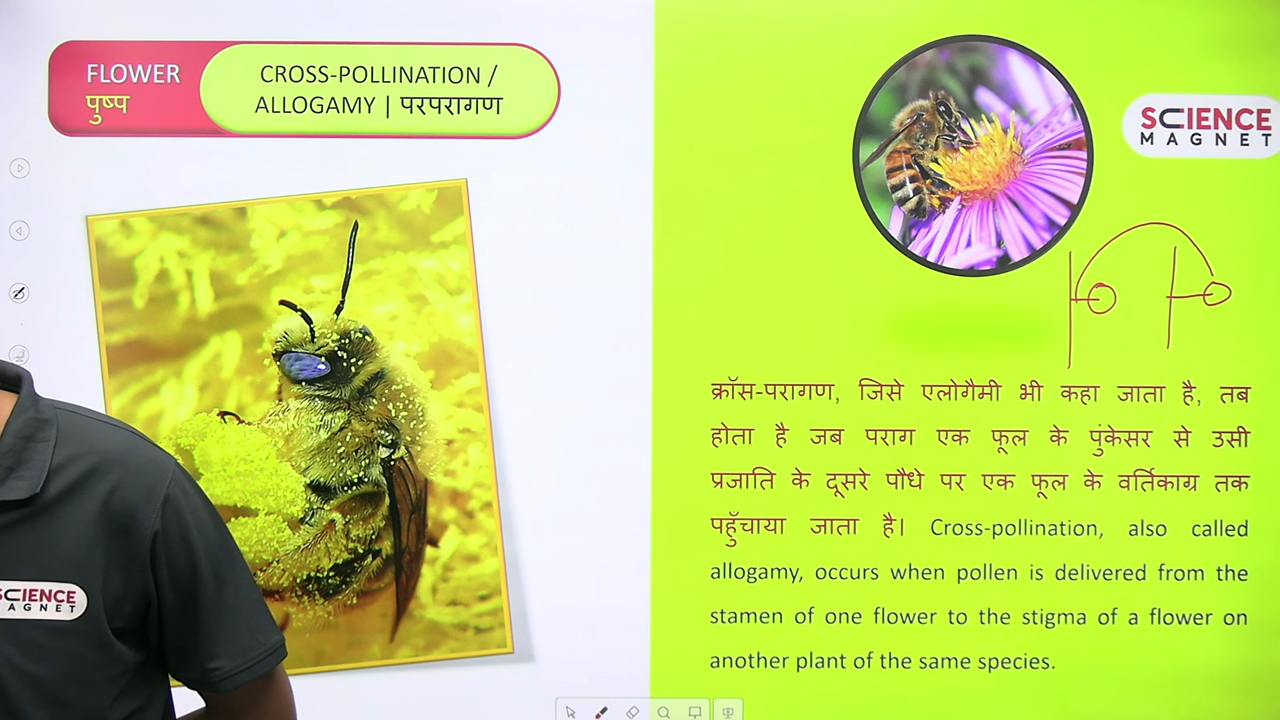 FLOWER
पुष्प
CROSS-POLLINATION /
ALLOGAMY | परपरागण
SCIENCE
MAGNET
क्रॉस-परागण, जिसे एलोगैमी भी कहा जाता है, तब
होता है जब पराग एक फूल के पुंकेसर से उसी
प्रजाति के दूसरे पौधे पर एक फूल के वर्तिकाग्र तक
पहुँचाया जाता है। Cross-pollination, also called
allogamy, occurs when pollen is delivered from the
stamen of one flower to the stigma of a flower on
another plant of the same species.
SCIENCE
MAGNET